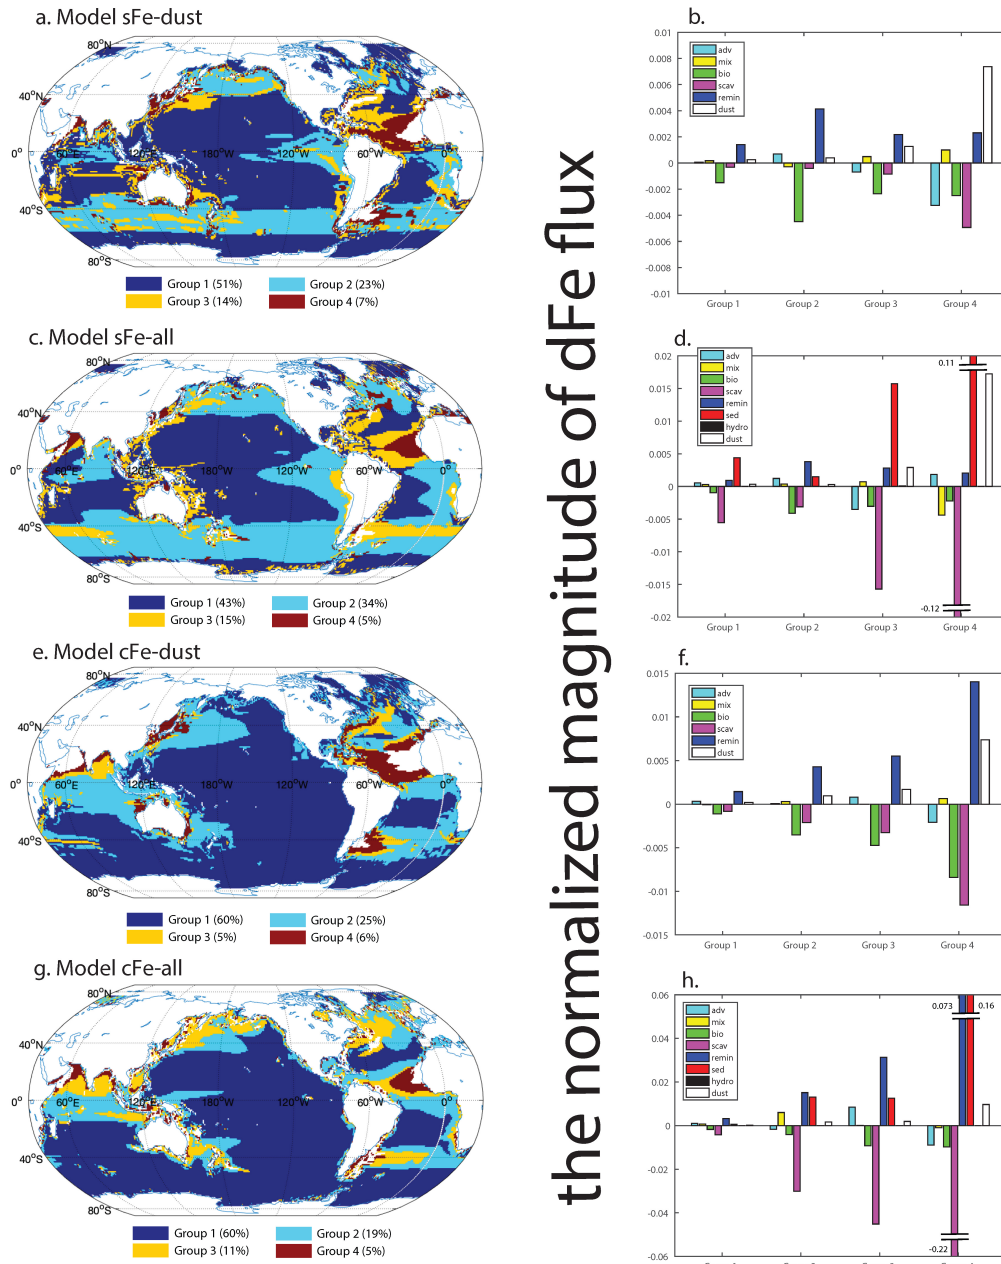 a. Model sFe-dust
80°N
40°N
0°
60°E
120°E
180°W
120°W
60°W
0°
40°S
80°S
Group 1 (51%)
Group 2 (23%)
Group 3 (14%)
Group 4 (7%)
b.
0.01
0.008
0.006
0.004
0.002
0
-0.002
-0.004
-0.006
-0.008
-0.01
adv
mix
bio
scav
remin
dust
Group 1
Group 2
Group 3
Group 4
c. Model sFe-all
80°N
40°N
0°
60°E
120°E
180°W
120°W
60°W
0°
40°S
80°S
Group 1 (43%)
Group 2 (34%)
Group 3 (15%)
Group 4 (5%)
d.
0.02
0.015
0.01
0.005
0
-0.005
-0.01
-0.015
-0.02
adv
mix
bio
scav
remin
sed
hydro
dust
0.11
-0.12
Group 1
Group 2
Group 3
Group 4
the normalized magnitude of dFe flux
e. Model cFe-dust
80°N
40°N
0°
60°E
120°E
180°W
120°W
60°W
0°
40°S
80°S
Group 1 (60%)
Group 2 (25%)
Group 3 (5%)
Group 4 (6%)
f.
0.015
0.01
0.005
0
-0.005
-0.01
-0.015
adv
mix
bio
scav
remin
dust
Group 1
Group 2
Group 3
Group 4
g. Model cFe-all
80°N
40°N
0°
60°E
120°E
180°W
120°W
60°W
0°
40°S
80°S
Group 1 (60%)
Group 2 (19%)
Group 3 (11%)
Group 4 (5%)
h.
0.06
0.04
0.02
0
-0.02
-0.04
-0.06
adv
mix
bio
scav
remin
sed
hydro
dust
0.073
0.16
-0.22